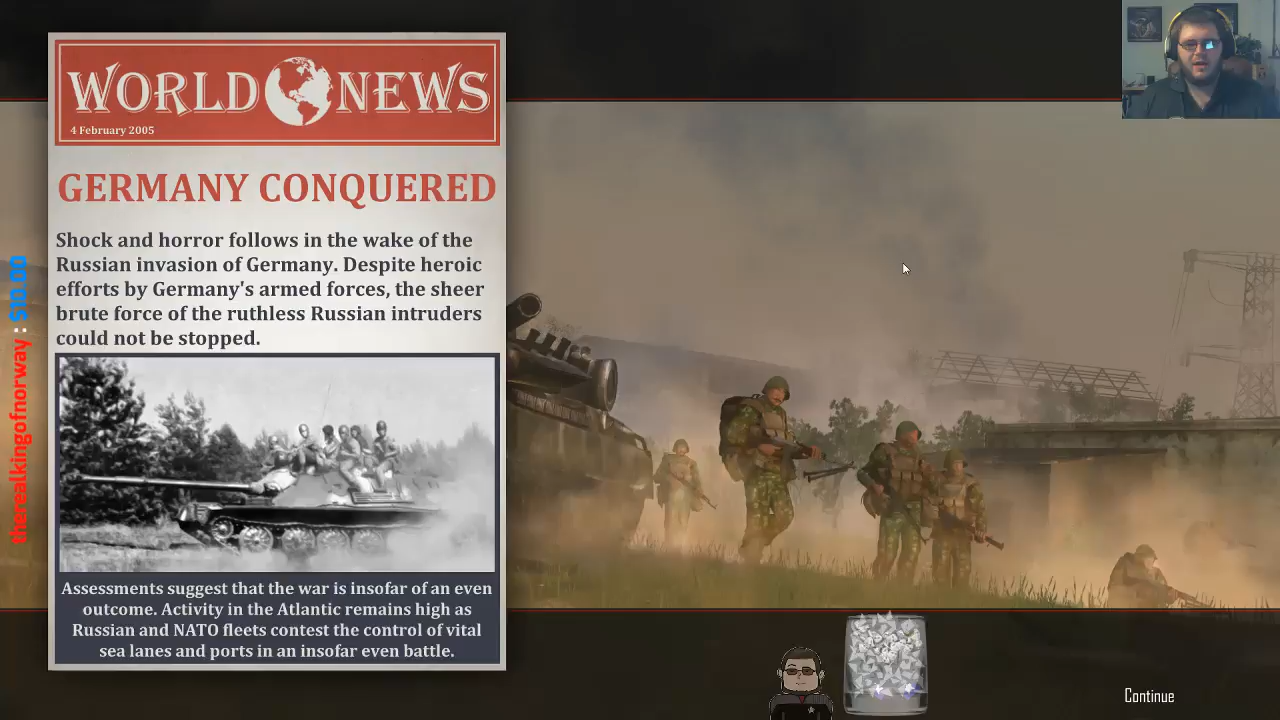 WORLD NEWS
4 February 2005
GERMANY CONQUERED
Shock and horror follows in the wake of the
Russian invasion of Germany. Despite heroic
efforts by Germany's armed forces, the sheer
brute force of the ruthless Russian intruders
could not be stopped.
Assessments suggest that the war is insofar of an even
outcome. Activity in the Atlantic remains high as
Russian and NATO fleets contest the control of vital
sea lanes and ports in an insofar even battle.
therealkingofnorway : $10.00
Continue